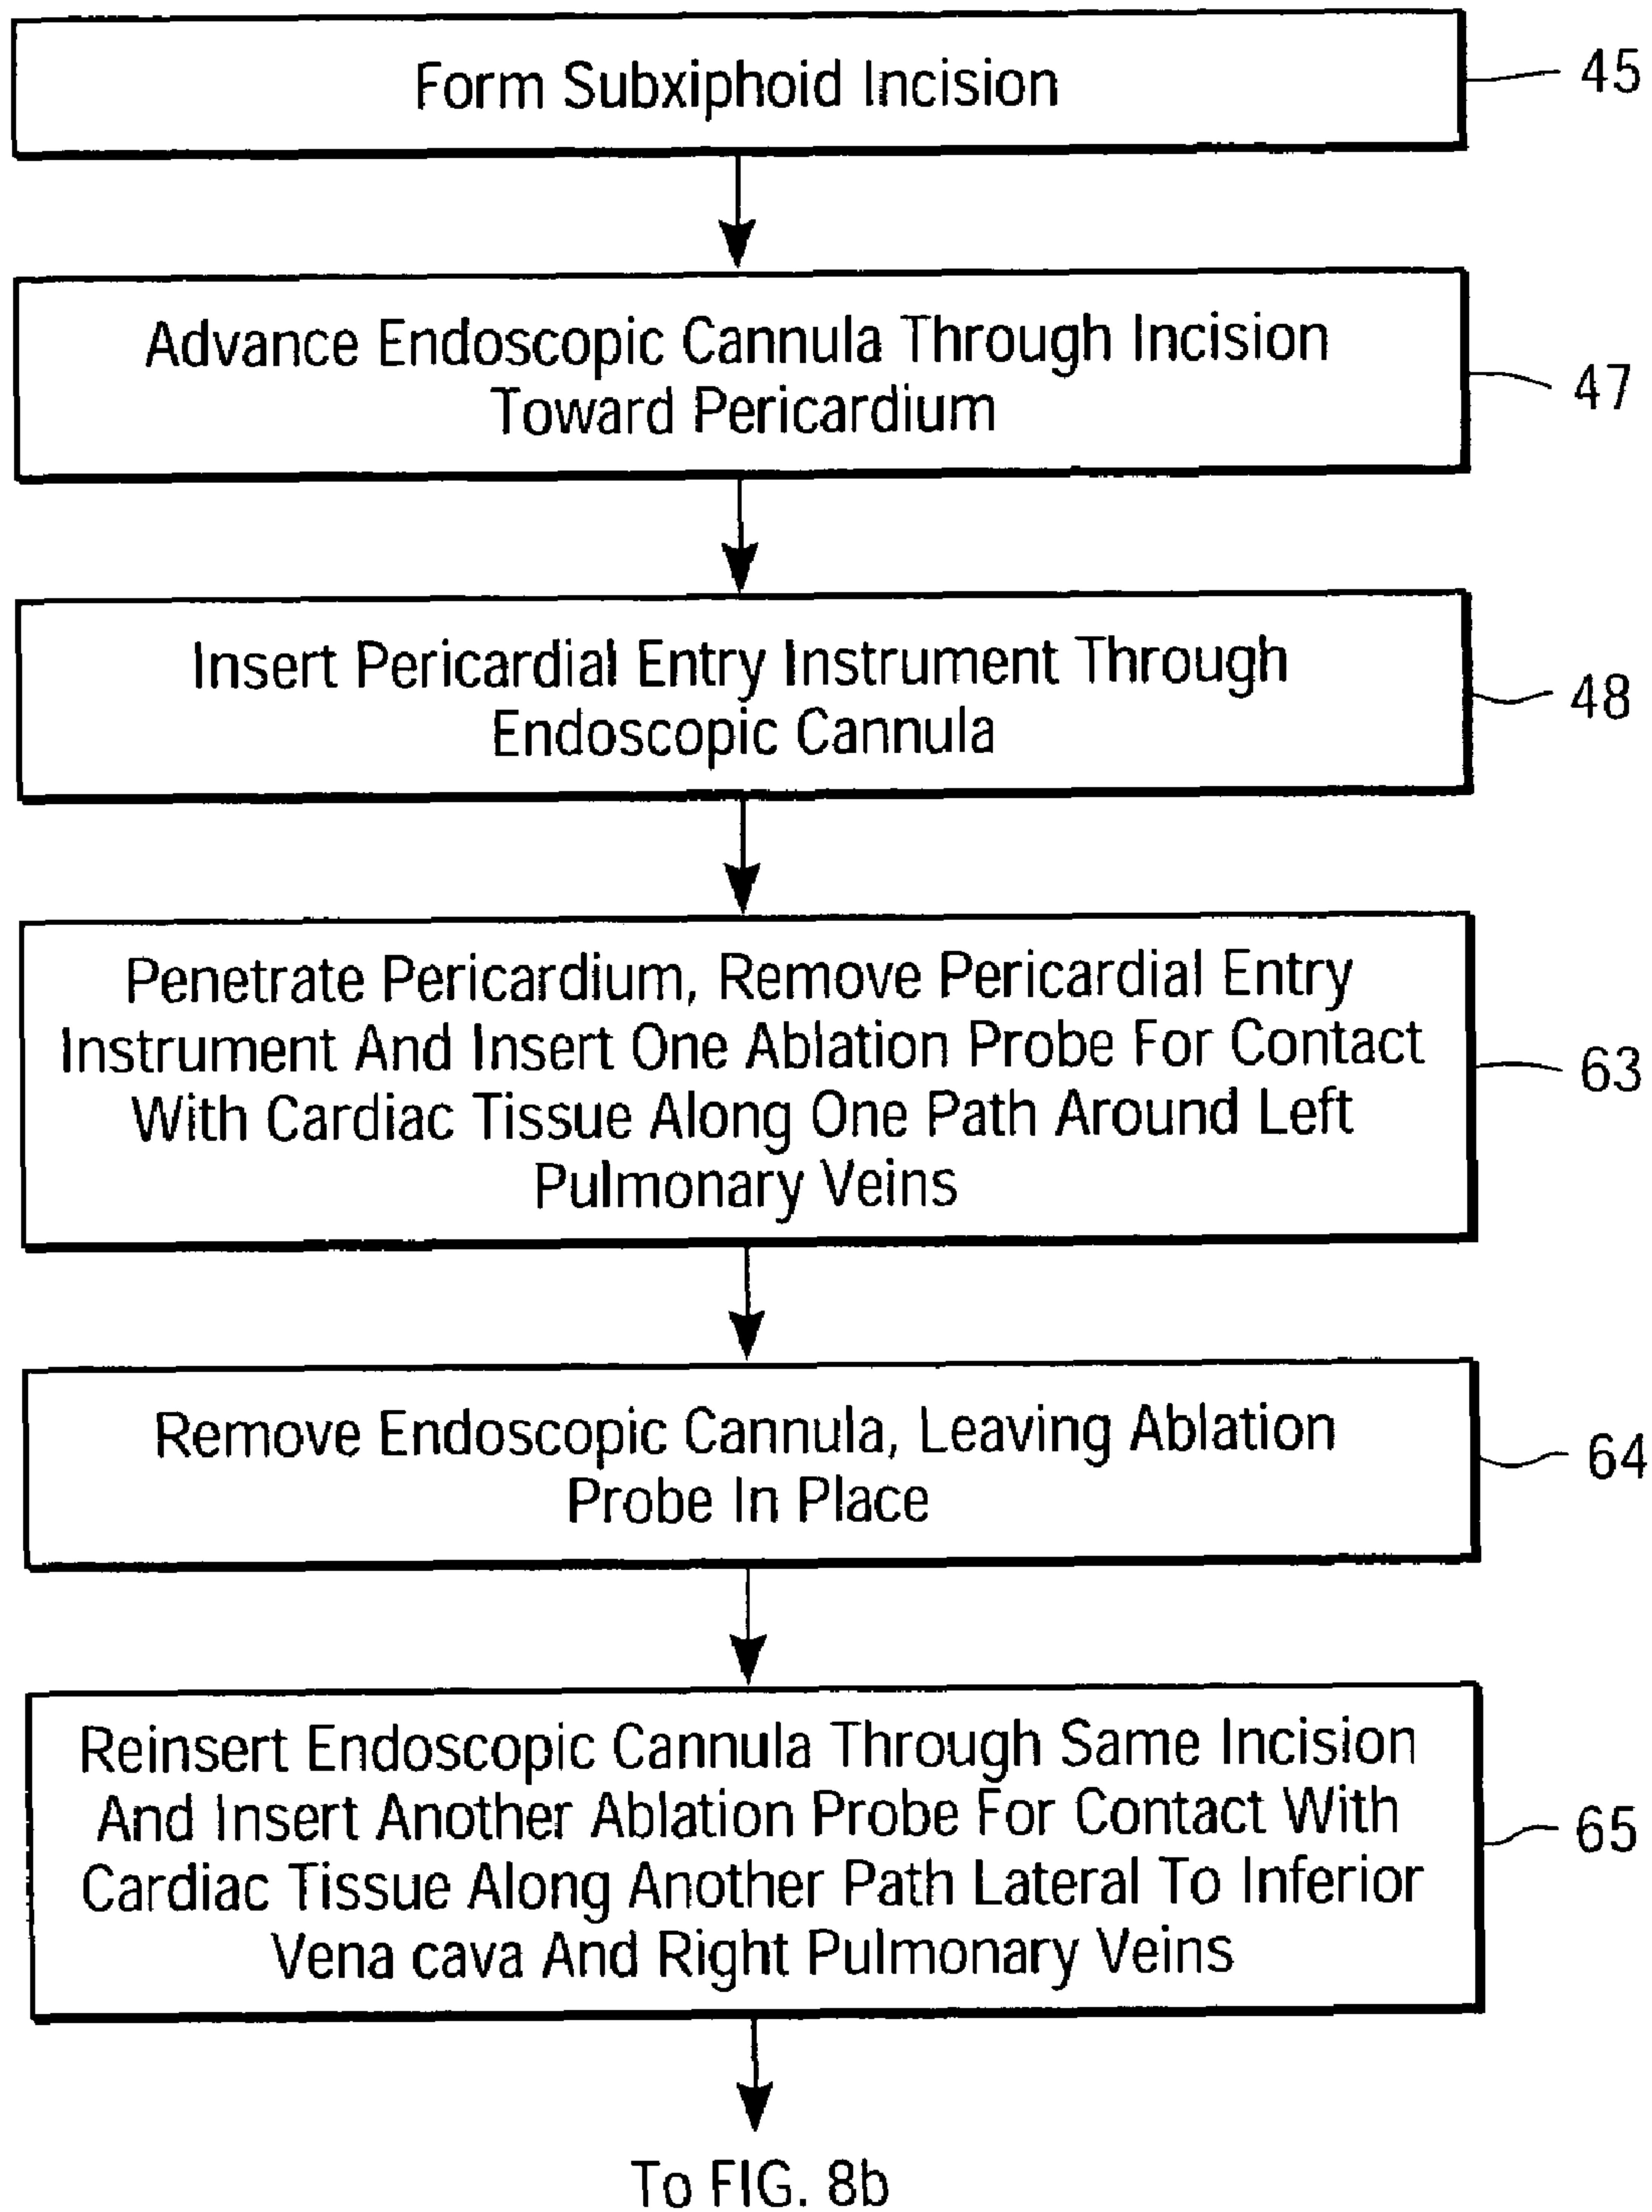 Form Subxiphoid Incision
45
Advance Endoscopic Cannula Through Incision
Toward Pericardium
47
Insert Pericardial Entry Instrument Through
Endoscopic Cannula
48
Penetrate Pericardium, Remove Pericardial Entry
Instrument And Insert One Ablation Probe For Contact
With Cardiac Tissue Along One Path Around Left
Pulmonary Veins
63
Remove Endoscopic Cannula, Leaving Ablation
Probe In Place
64
Reinsert Endoscopic Cannula Through Same Incision
And Insert Another Ablation Probe For Contact With
Cardiac Tissue Along Another Path Lateral To Inferior
Vena cava And Right Pulmonary Veins
65
To FIG. 8b